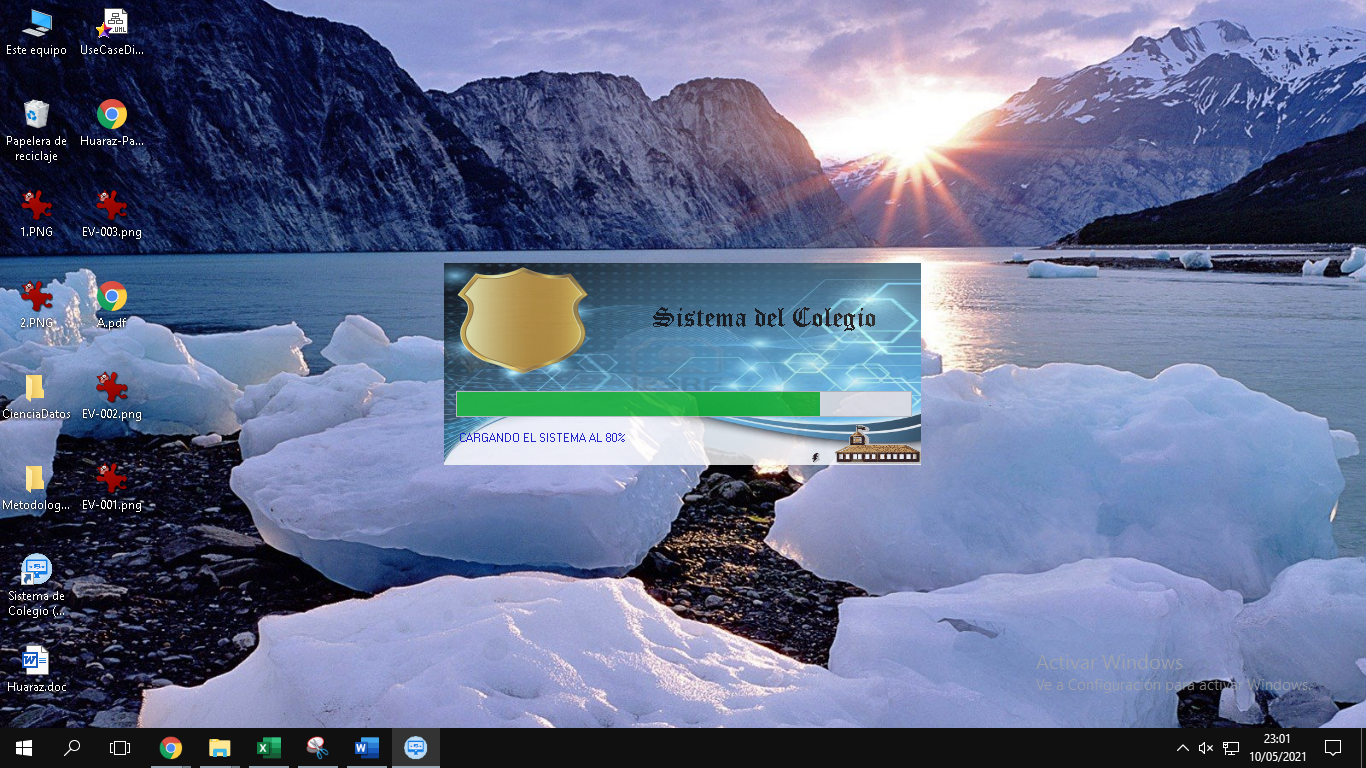 Este equipo
UseCaseDi...
Papelera de
reciclaje
Huaraz-Pa...
1.PNG
EV-003.png
2.PNG
A.pdf
CienciaDatos
EV-002.png
Metodolog...
EV-001.png
Sistema de
Colegio (...
Huaraz.doc
Sistema del Colegio
CARGANDO EL SISTEMA AL 80%
Activar Windows
Ve a Configuración para activar Windows.
23:01
10/05/2021